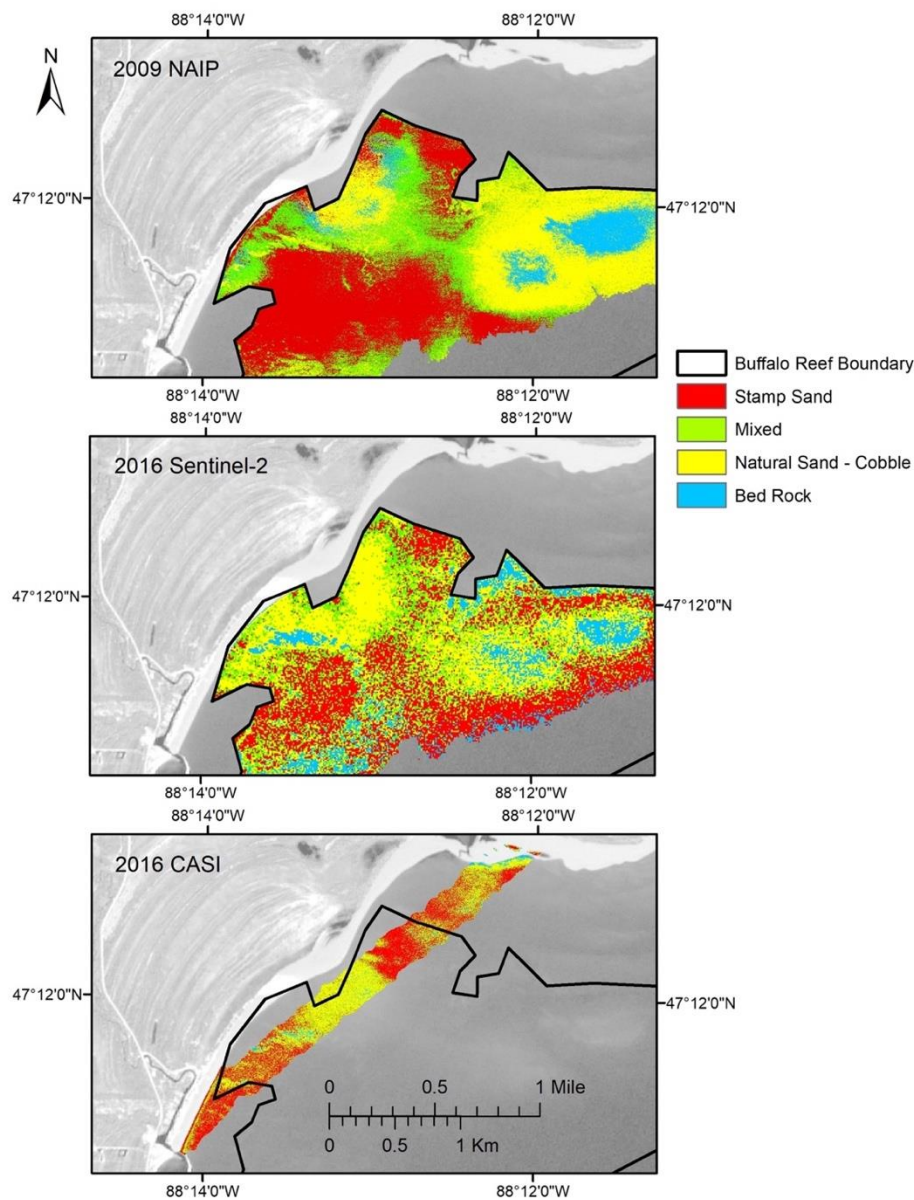 88°14'0"W 88°12'0"W
N
2009 NAIP
47°12'0"N 47°12'0"N
88°14'0"W 88°12'0"W
Buffalo Reef Boundary
Stamp Sand
Mixed
Natural Sand - Cobble
Bed Rock
88°14'0"W 88°12'0"W
2016 Sentinel-2
47°12'0"N 47°12'0"N
88°14'0"W 88°12'0"W
88°14'0"W 88°12'0"W
2016 CASI
47°12'0"N 47°12'0"N
0 0.5 1 Mile
0 0.5 1 Km
88°14'0"W 88°12'0"W